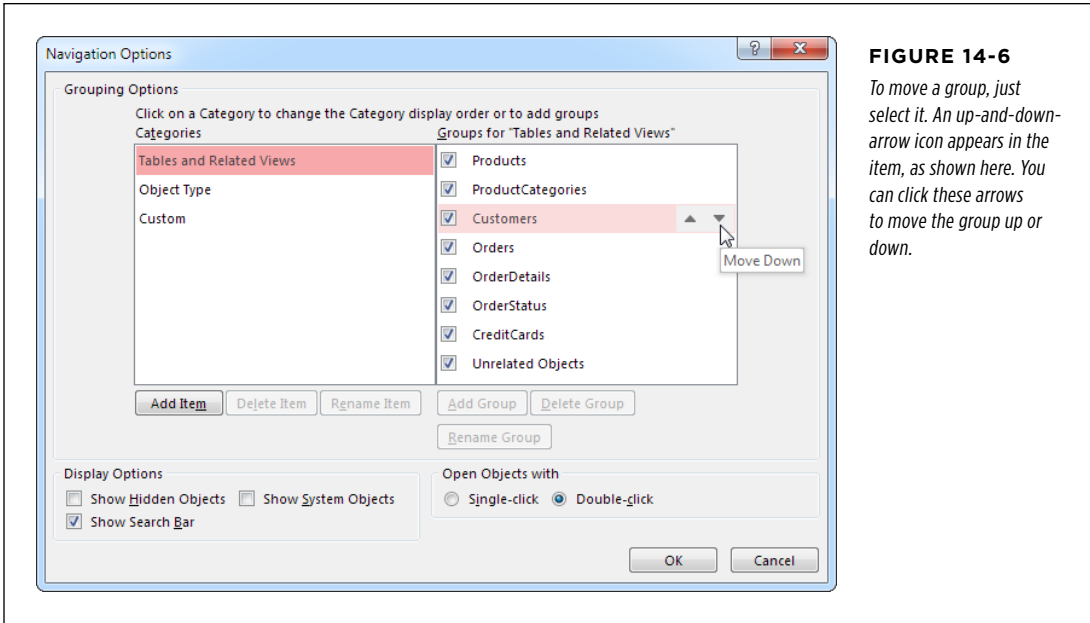 Navigation Options
?
X
Grouping Options
Click on a Category to change the Category display order or to add groups
Categories
Groups for "Tables and Related Views"
Tables and Related Views
Object Type
Custom
Products
ProductCategories
Customers
Orders
OrderDetails
OrderStatus
CreditCards
Unrelated Objects
Move Down
Add Item
Delete Item
Rename Item
Add Group
Delete Group
Rename Group
Display Options
Show Hidden Objects
Show System Objects
Show Search Bar
Open Objects with
Single-click
Double-click
OK
Cancel
FIGURE 14-6
To move a group, just
select it. An up-and-down-
arrow icon appears in the
item, as shown here. You
can click these arrows
to move the group up or
down.